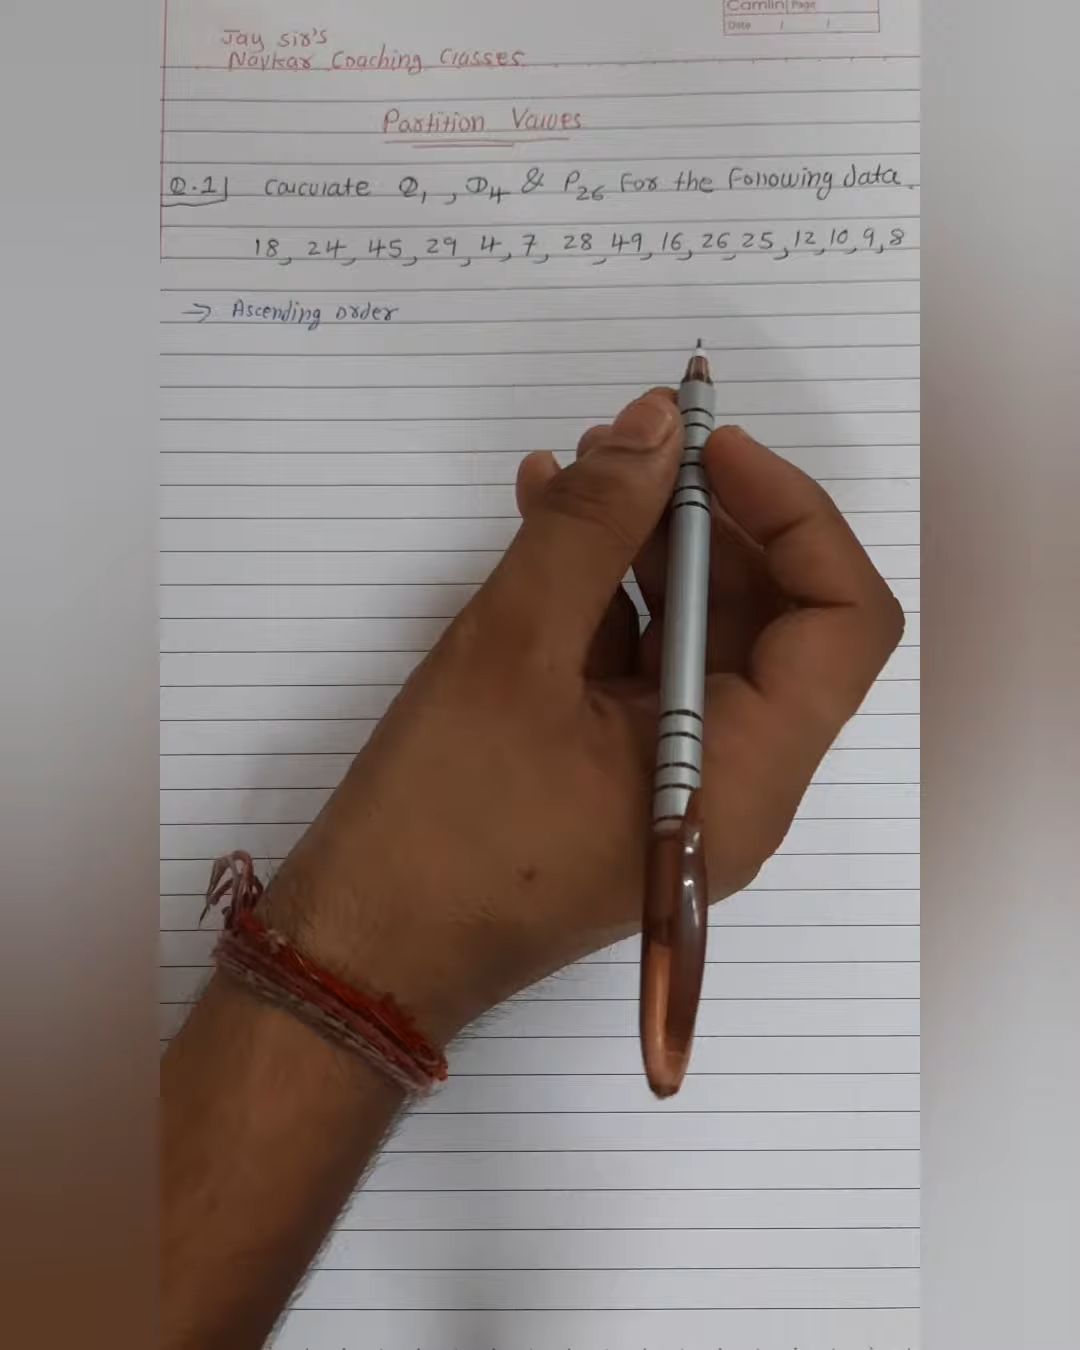 Camlin Page
Date / /
Jay sir's
Navkar Coaching Classes
Partition Values
Q.1] Calculate Q1, D4 & P26 for the following data.
18, 24, 45, 29, 4, 7, 28, 49, 16, 26, 25, 12, 10, 9, 8
→ Ascending order